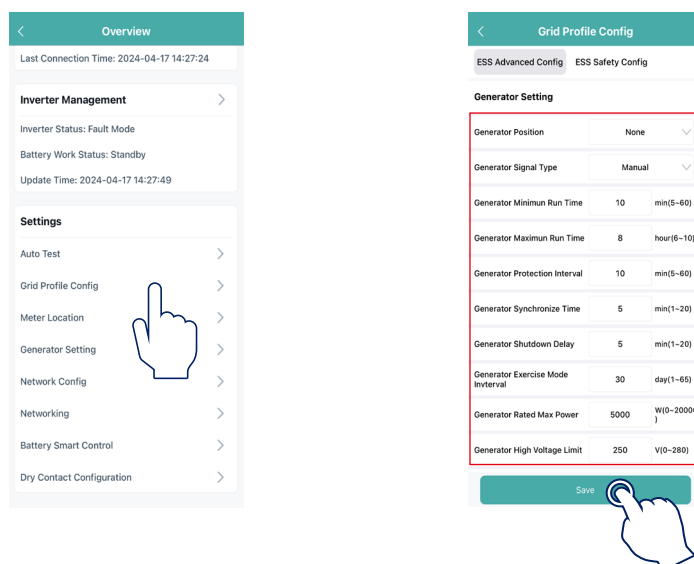 Overview
Last Connection Time: 2024-04-17 14:27:24
Inverter Management
Inverter Status: Fault Mode
Battery Work Status: Standby
Update Time: 2024-04-17 14:27:49
Settings
Auto Test
Grid Profile Config
Meter Location
Generator Setting
Network Config
Networking
Battery Smart Control
Dry Contact Configuration
Grid Profile Config
ESS Advanced Config ESS Safety Config
Generator Setting
Generator Position None
Generator Signal Type Manual
Generator Minimun Run Time 10 min(5~60)
Generator Maximun Run Time 8 hour(6~10)
Generator Protection Interval 10 min(5~60)
Generator Synchronize Time 5 min(1~20)
Generator Shutdown Delay 5 min(1~20)
Generator Exercise Mode
Invterval 30 day(1~65)
Generator Rated Max Power 5000 W(0~2000
)
Generator High Voltage Limit 250 V(0~280)
Save